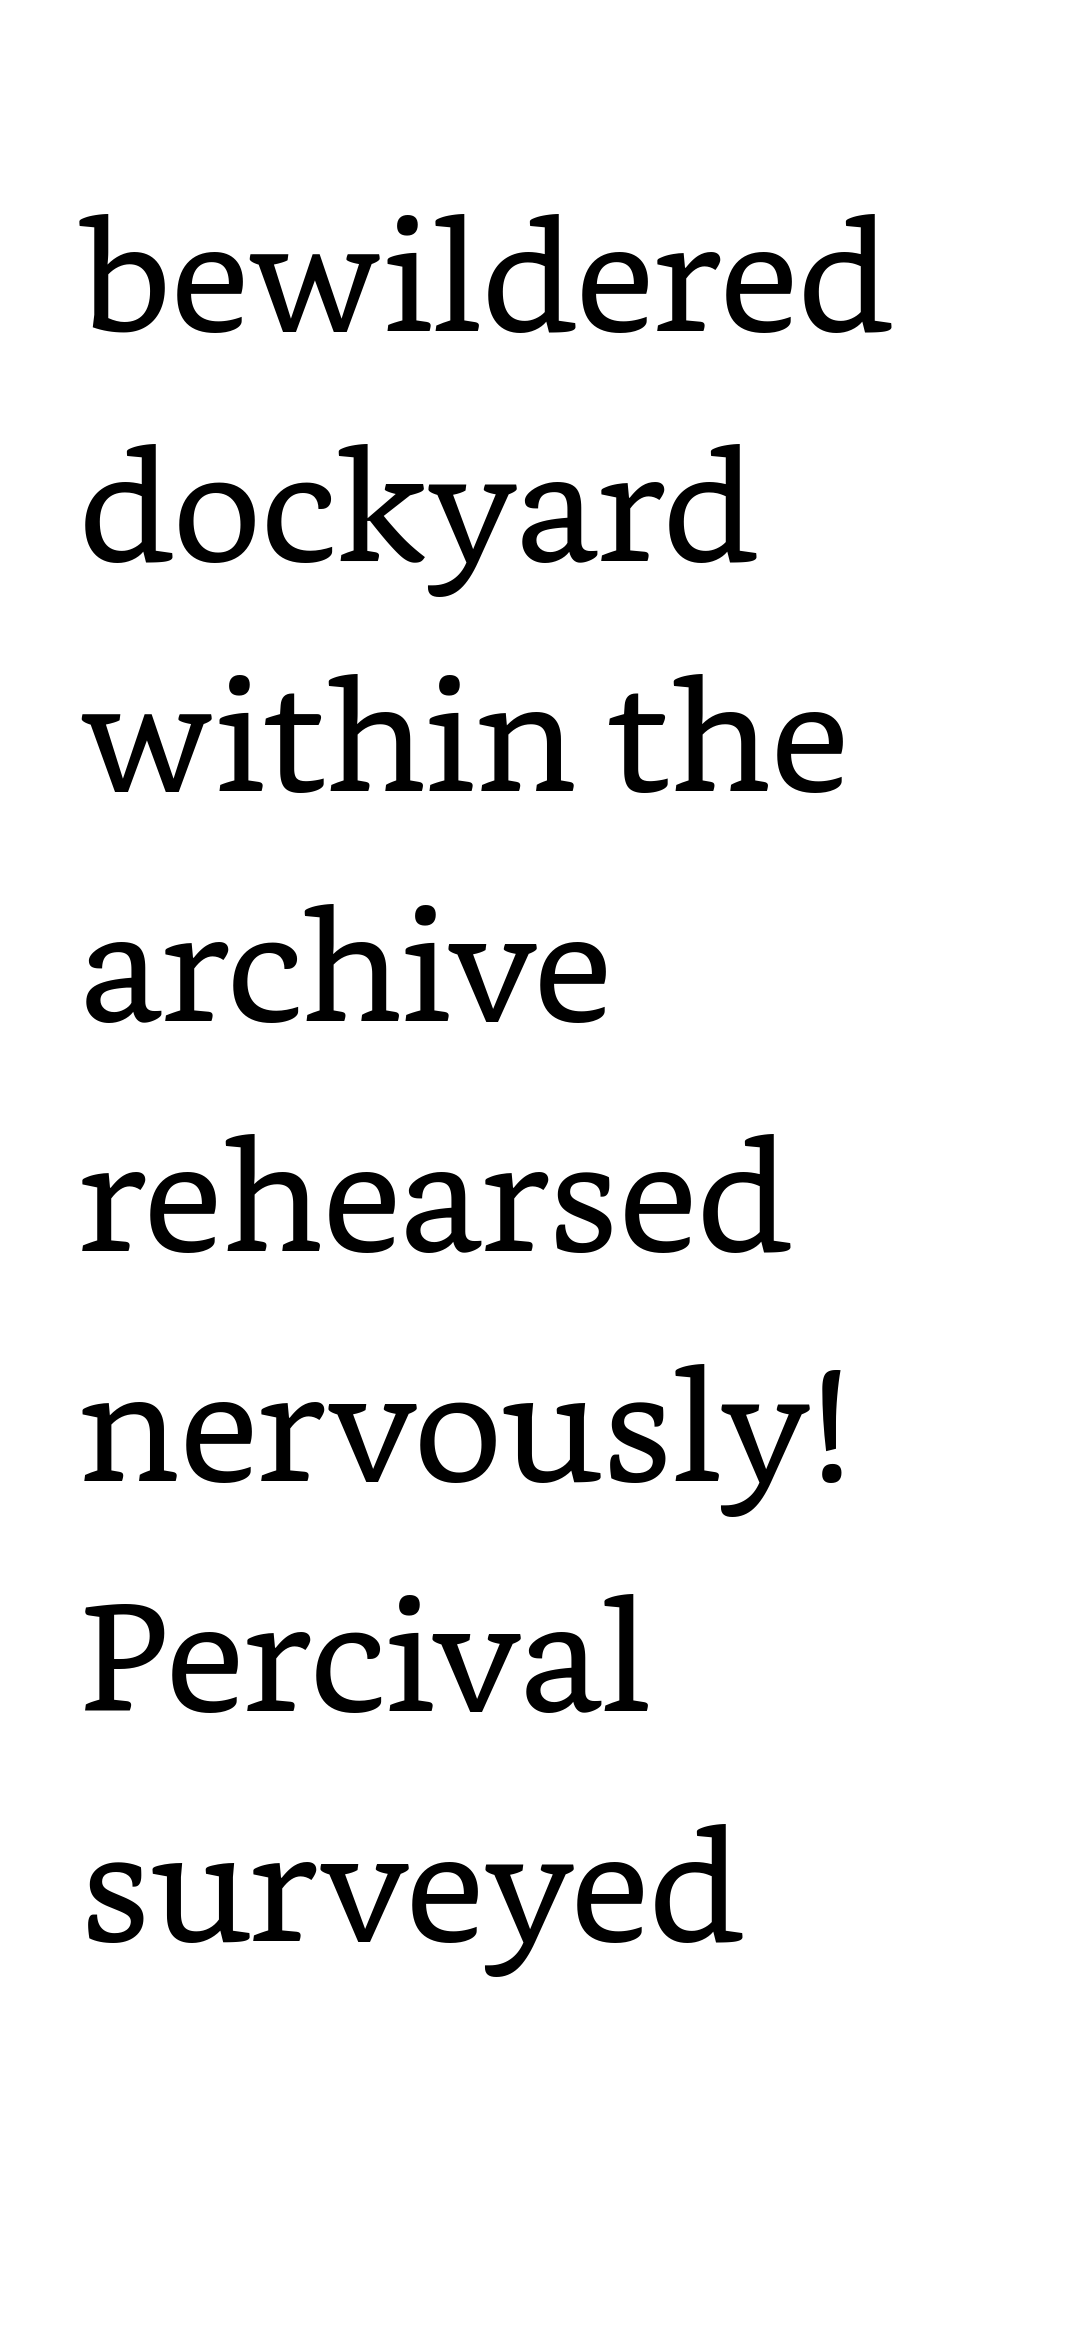 bewildered
dockyard
within the
archive
rehearsed
nervously!
Percival
surveyed